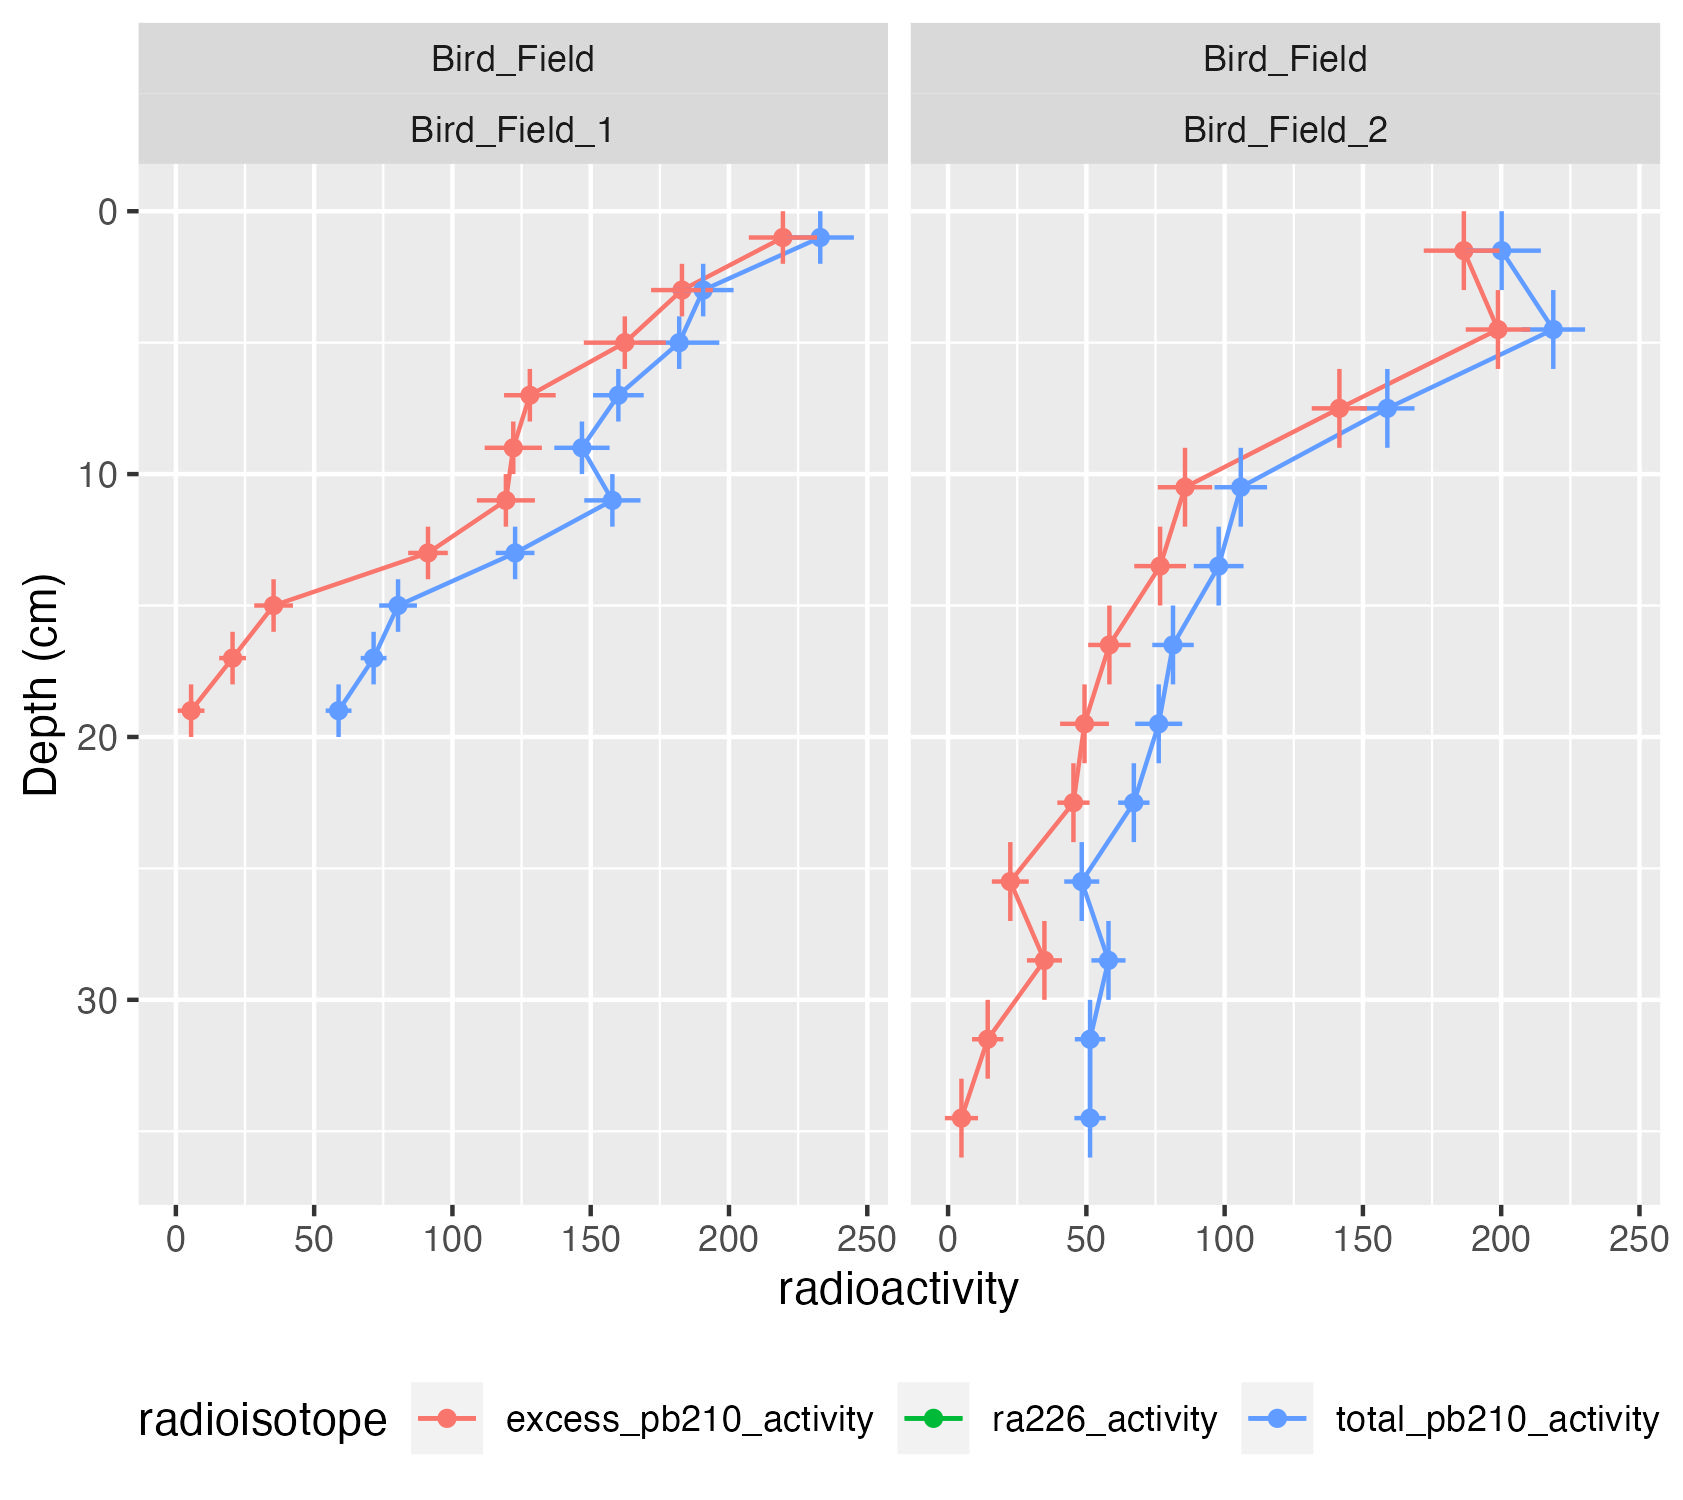 Bird_Field Bird_Field
Bird_Field_1 Bird_Field_2
0
10
20
30
Depth (cm)
0 50 100 150 200 250 0 50 100 150 200 250
radioactivity
radioisotope excess_pb210_activity ra226_activity total_pb210_activity